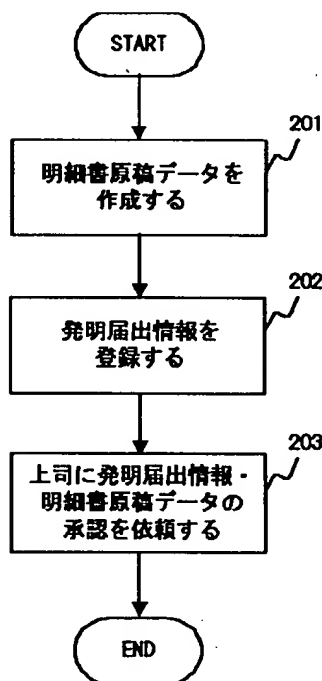 START
201
明細書原稿データを
作成する
202
発明届出情報を
登録する
203
上司に発明届出情報・
明細書原稿データの
承認を依頼する
END